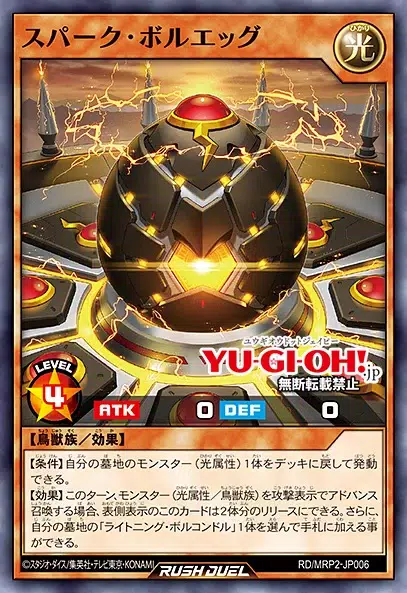 スパーク・ボルエッグ
ひかり
光
ユウギオウドットジェイピー
YU-GI-OH!.jp
無断転載禁止
LEVEL
4
ATK 0 DEF 0
【鳥獣族/効果】
【条件】自分の墓地のモンスター(光属性)1体をデッキに戻して発動
できる。
【効果】このターン、モンスター(光属性/鳥獣族)を攻撃表示でアドバンス
召喚する場合、表側表示のこのカードは2体分のリリースにできる。さらに、
自分の墓地の「ライトニング・ボルコンドル」1体を選んで手札に加える事
ができる。
©スタジオ・ダイス/集英社・テレビ東京・KONAMI
RUSH DUEL
RD/MRP2-JP006